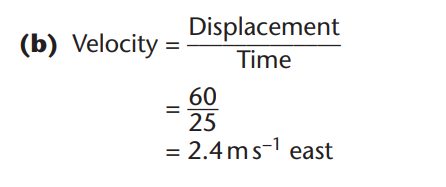 (b) Velocity = Displacement
Time
= 60
25
= 2.4 m s⁻¹ east